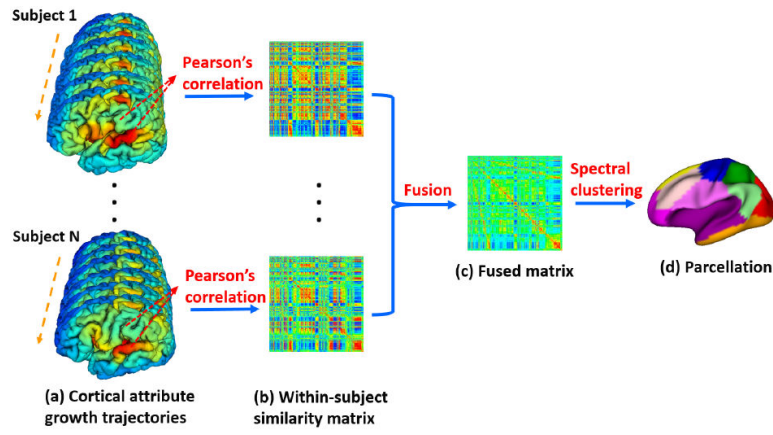 Subject 1
Pearson's
correlation
Fusion
Spectral
clustering
Subject N
Pearson's
correlation
(c) Fused matrix
(d) Parcellation
(a) Cortical attribute
growth trajectories
(b) Within-subject
similarity matrix